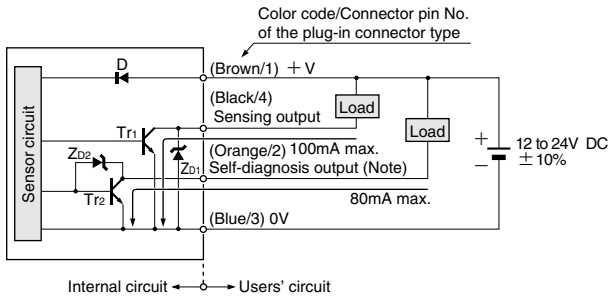 Color code/Connector pin No.
of the plug-in connector type
D
(Brown/1) + V
(Black/4)
Sensing output
Load
Load
Sensor circuit
Tr1
ZD2
ZD1
(Orange/2) 100mA max.
Self-diagnosis output (Note)
Tr2
80mA max.
+
−
12 to 24V DC
± 10%
(Blue/3) 0V
Internal circuit
Users' circuit